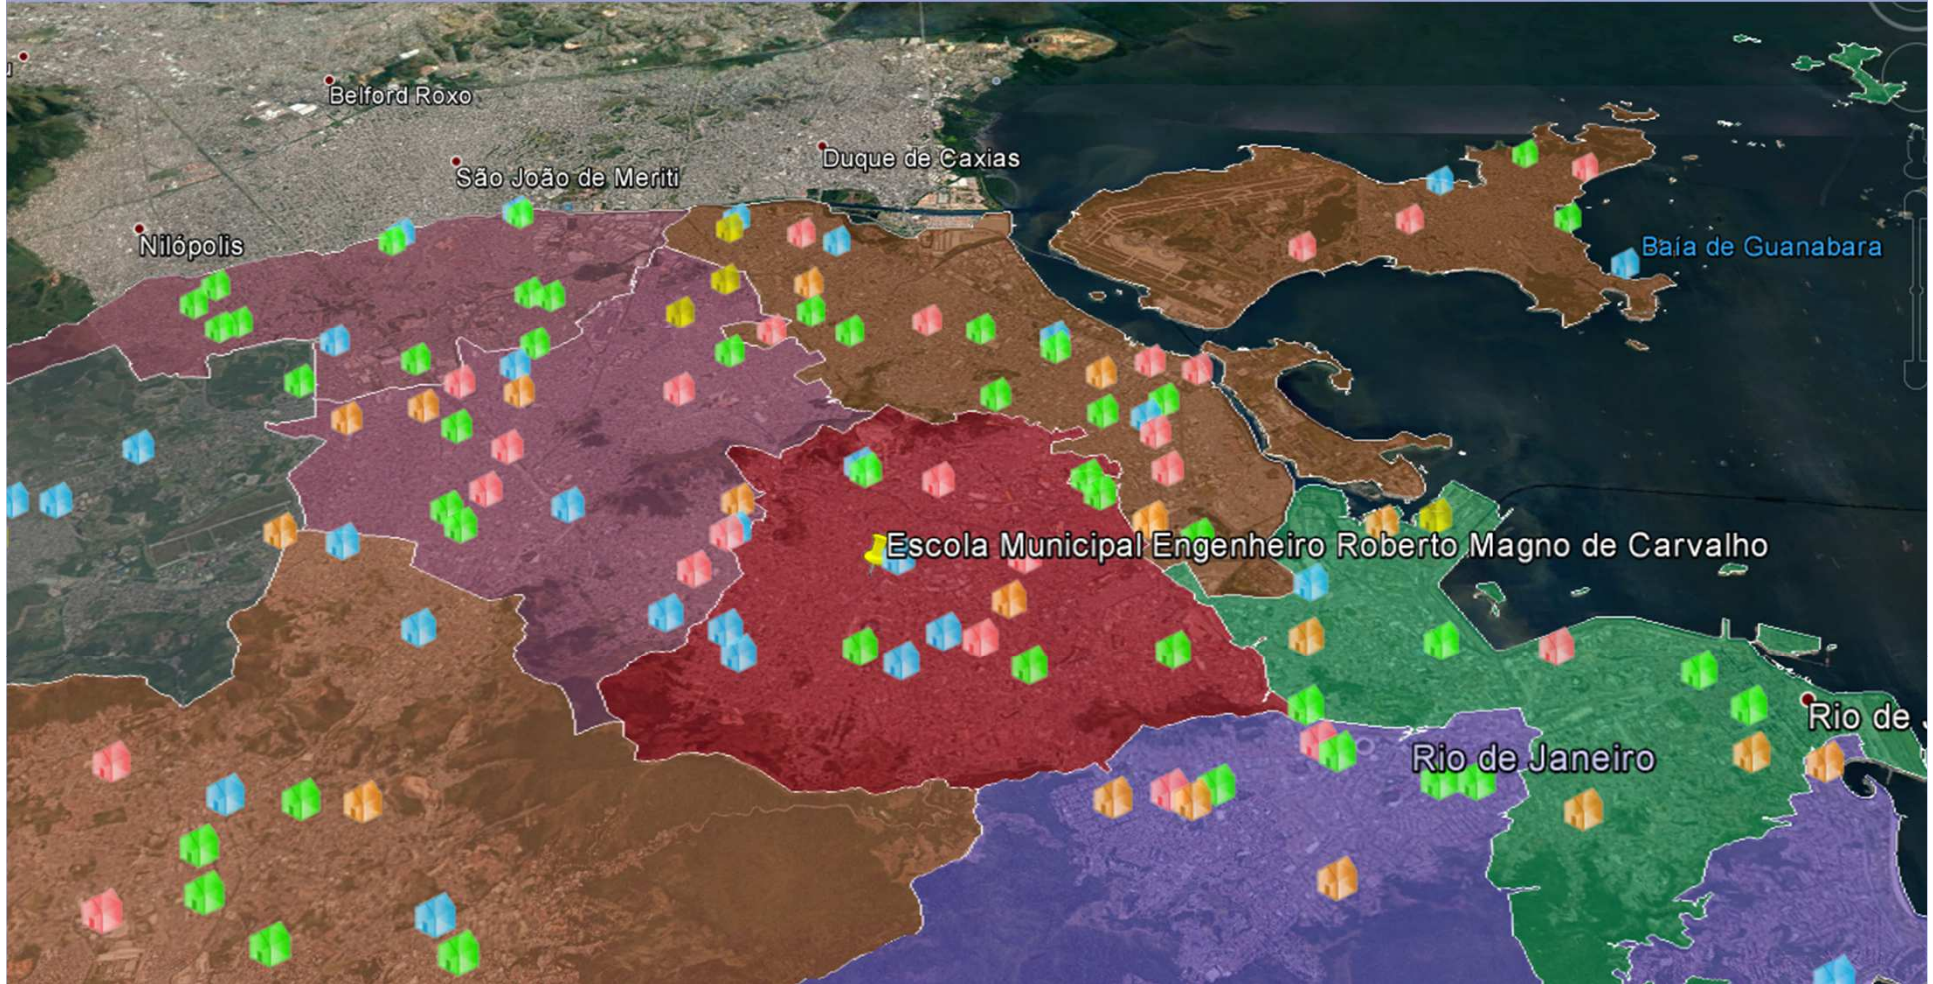 Belford Roxo
São João de Meriti
Duque de Caxias
Nilópolis
Baía de Guanabara
Escola Municipal Engenheiro Roberto Magno de Carvalho
Rio de
Rio de Janeiro